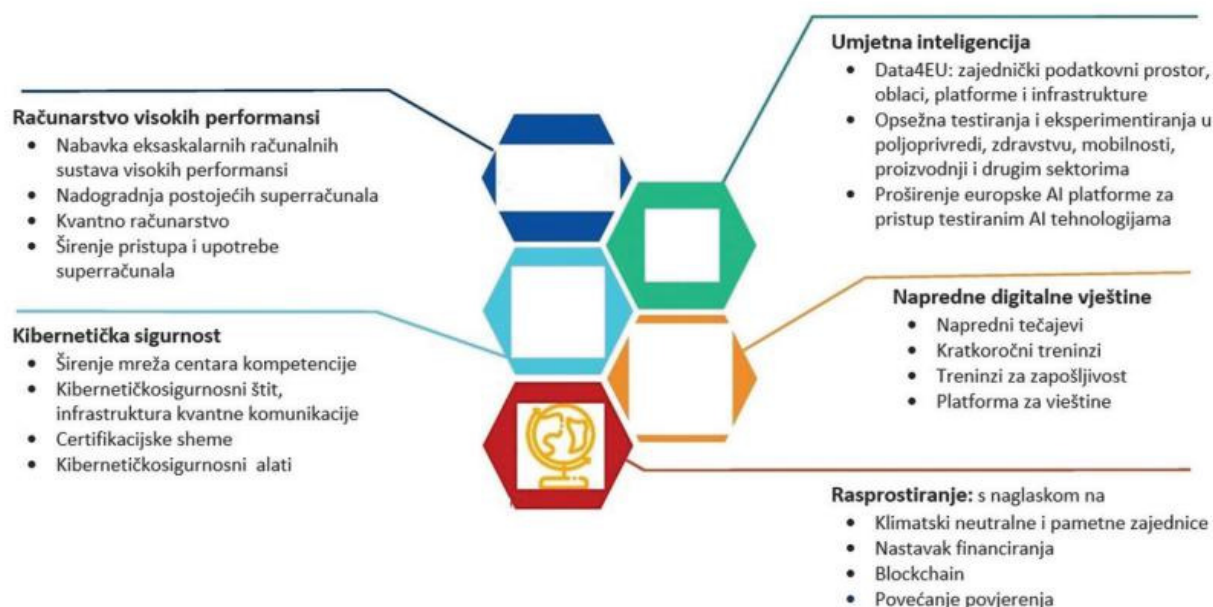 Računarstvo visokih performansi
• Nabavka eksaskalarnih računalnih
sustava visokih performansi
• Nadogradnja postojećih superračunala
• Kvantno računarstvo
• Širenje pristupa i upotrebe
superračunala
Kibernetička sigurnost
• Širenje mreža centara kompetencije
• Kibernetičkosigurnosni štit,
infrastruktura kvantne komunikacije
• Certifikacijske sheme
• Kibernetičkosigurnosni alati
Umjetna inteligencija
• Data4EU: zajednički podatkovni prostor,
oblaci, platforme i infrastrukture
• Opsežna testiranja i eksperimentiranja u
poljoprivredi, zdravstvu, mobilnosti,
proizvodnji i drugim sektorima
• Proširenje europske AI platforme za
pristup testiranim AI tehnologijama
Napredne digitalne vještine
• Napredni tečajevi
• Kratkoročni treninzi
• Treninzi za zapošljivost
• Platforma za vieštine
Rasprostiranje: s naglaskom na
• Klimatski neutralne i pametne zajednice
• Nastavak financiranja
• Blockchain
• Povećanje povjerenja